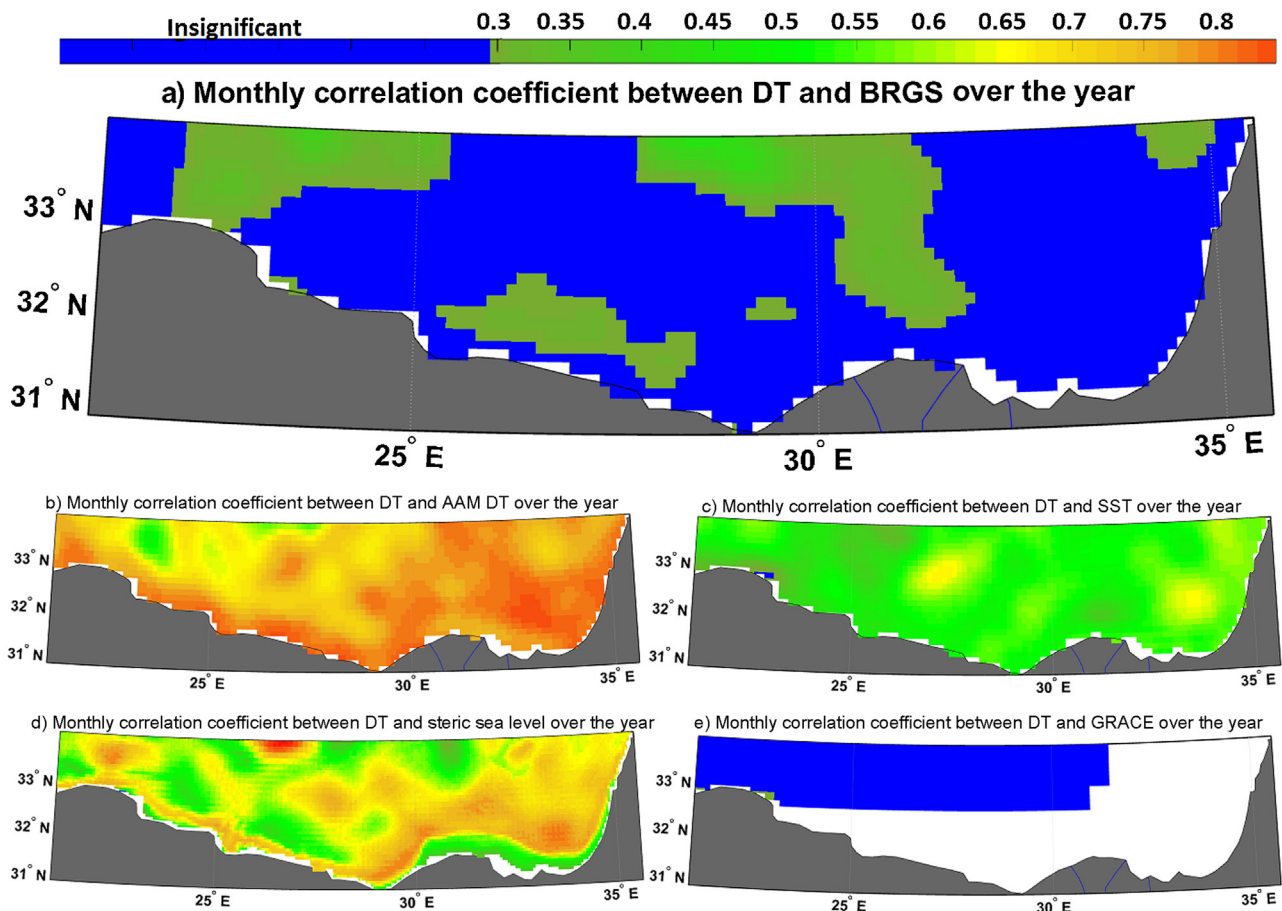 Insignificant 0.3 0.35 0.4 0.45 0.5 0.55 0.6 0.65 0.7 0.75 0.8
a) Monthly correlation coefficient between DT and BRGS over the year
33° N
32° N
31° N
25° E 30° E 35° E
b) Monthly correlation coefficient between DT and AAM DT over the year
33° N
32° N
31° N
25° E 30° E 35° E
c) Monthly correlation coefficient between DT and SST over the year
33° N
32° N
31° N
25° E 30° E 35° E
d) Monthly correlation coefficient between DT and steric sea level over the year
33° N
32° N
31° N
25° E 30° E 35° E
e) Monthly correlation coefficient between DT and GRACE over the year
33° N
32° N
31° N
25° E 30° E 35° E